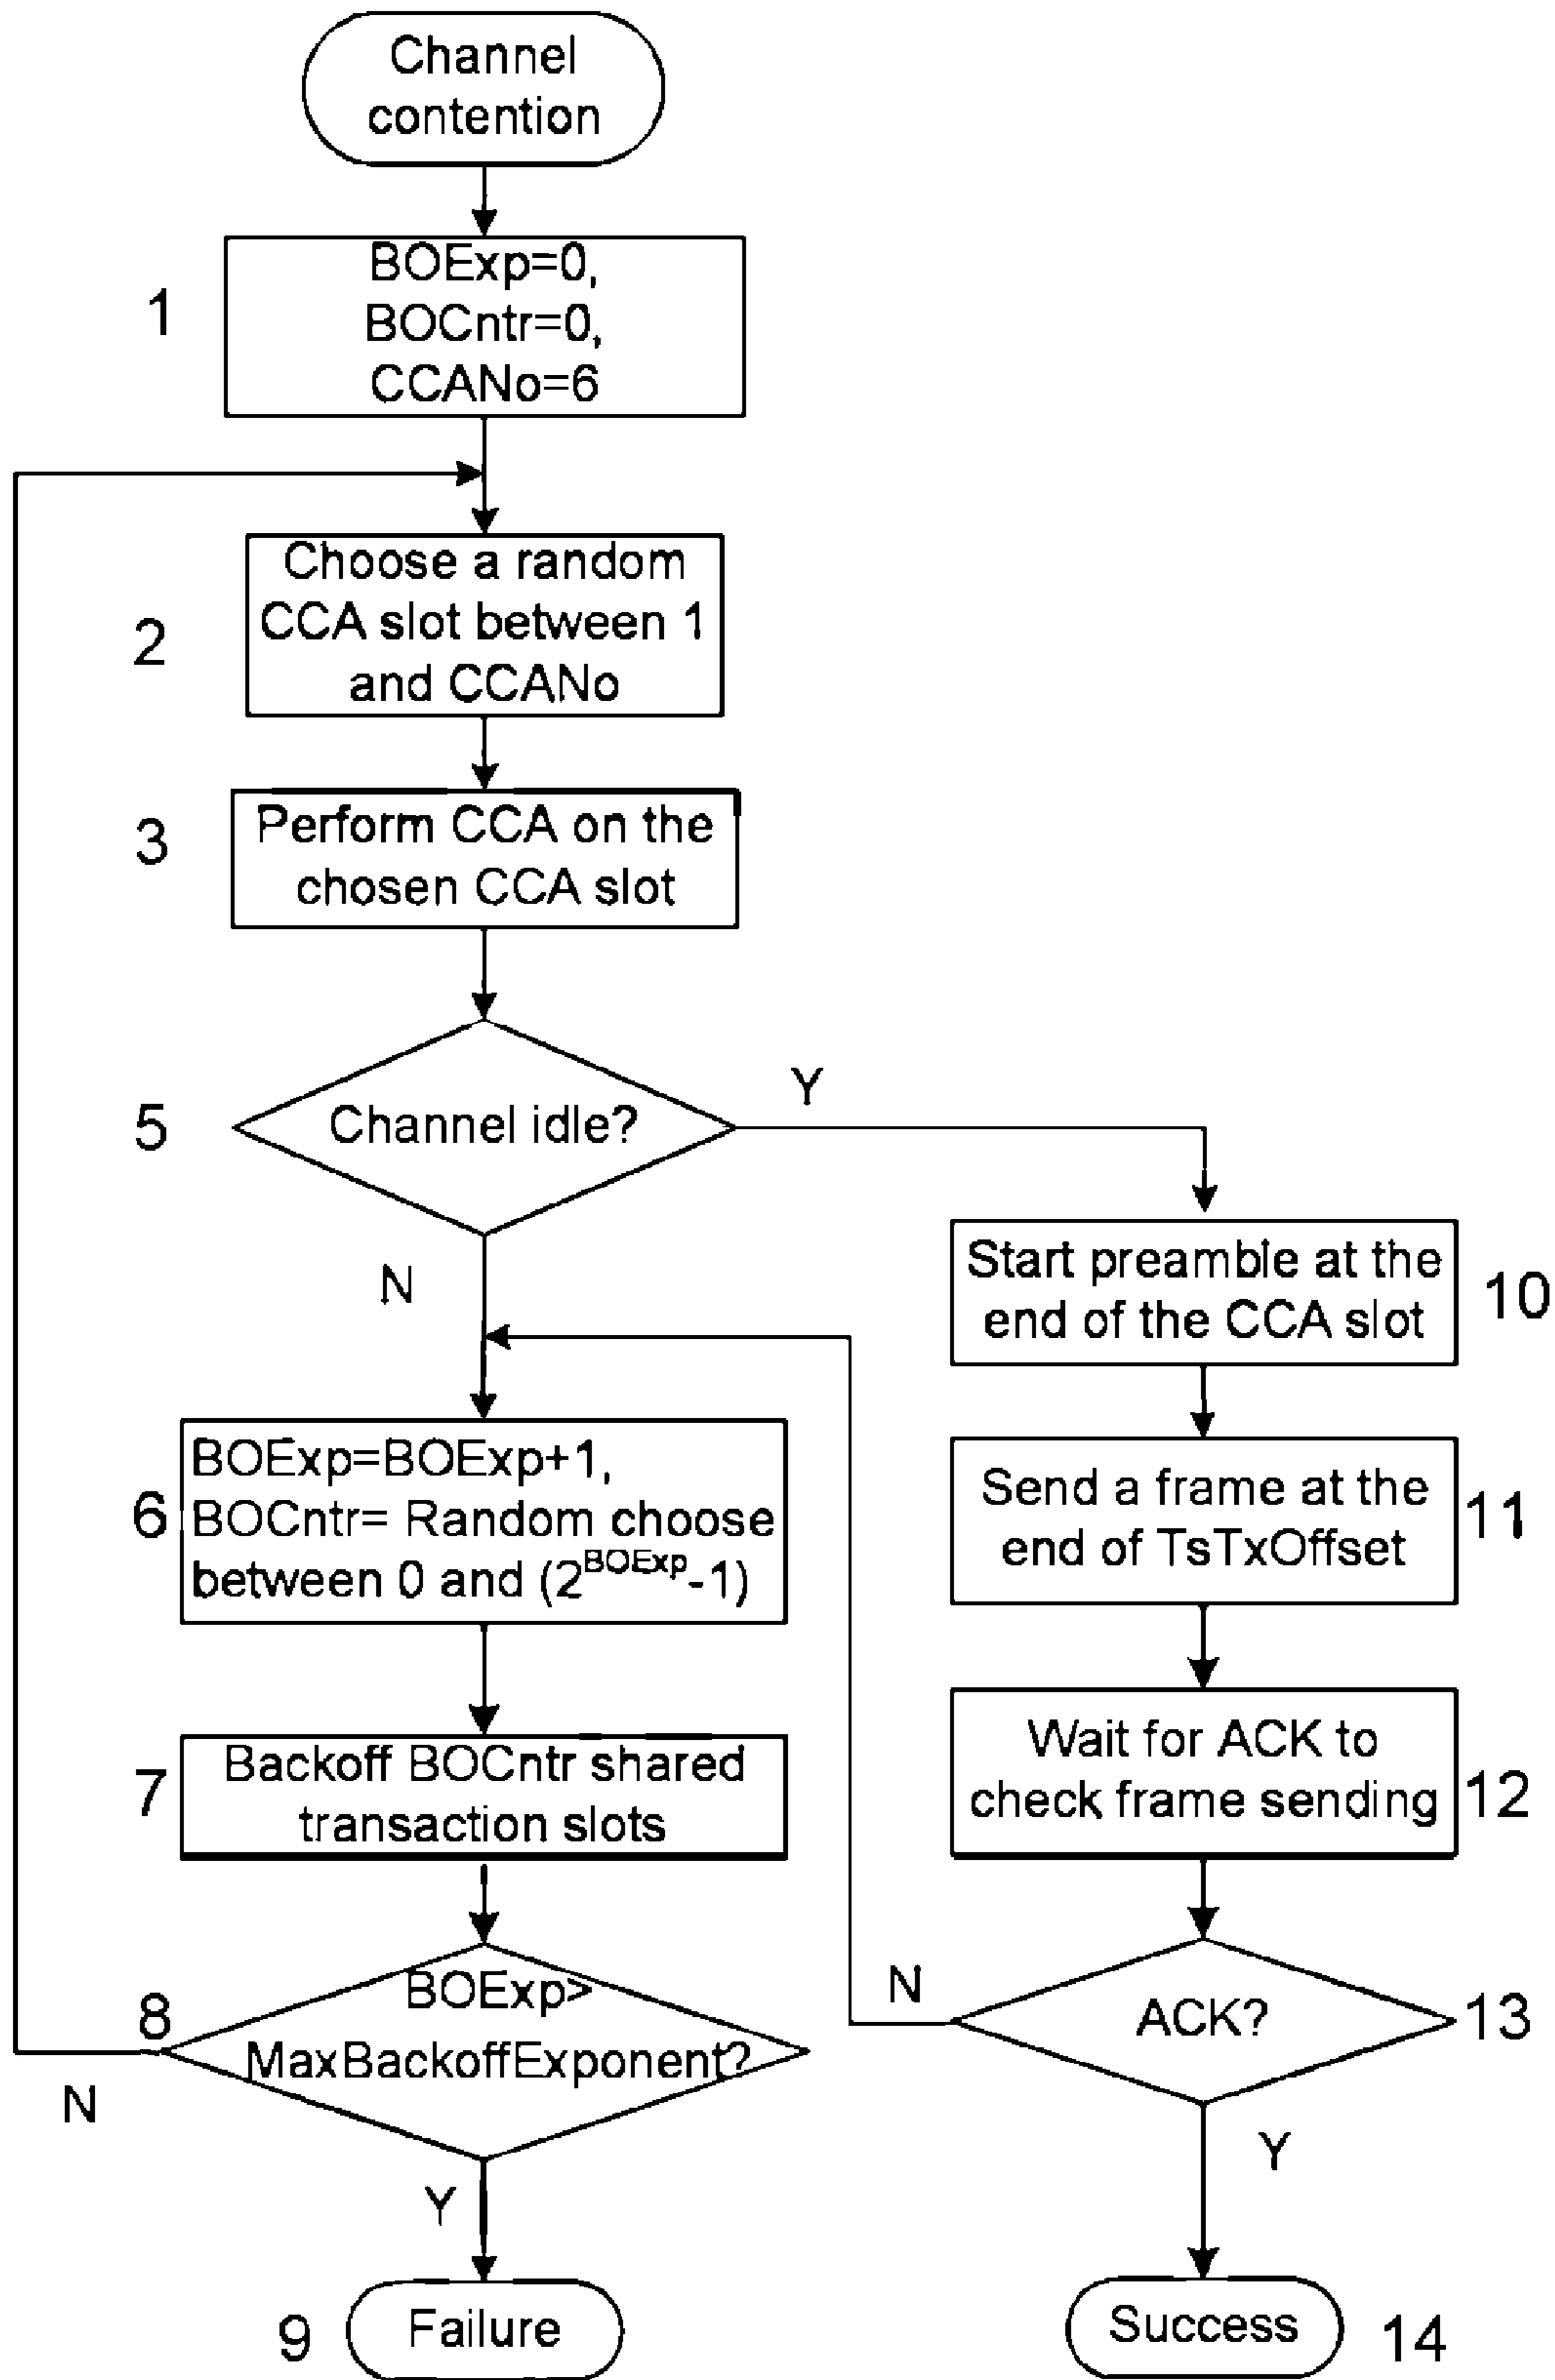 Channel
contention
1
BOExp=0,
BOCntr=0,
CCANo=6
2
Choose a random
CCA slot between 1
and CCANo
3
Perform CCA on the
chosen CCA slot
5
Channel idle?
Y
N
Start preamble at the
end of the CCA slot
10
6
BOExp=BOExp+1,
BOCntr= Random choose
between 0 and (2^BOExp-1)
Send a frame at the
end of TsTxOffset
11
7
Backoff BOCntr shared
transaction slots
Wait for ACK to
check frame sending
12
8
BOExp>
MaxBackoffExponent?
N
Y
N
ACK?
13
Y
9
Failure
Success
14